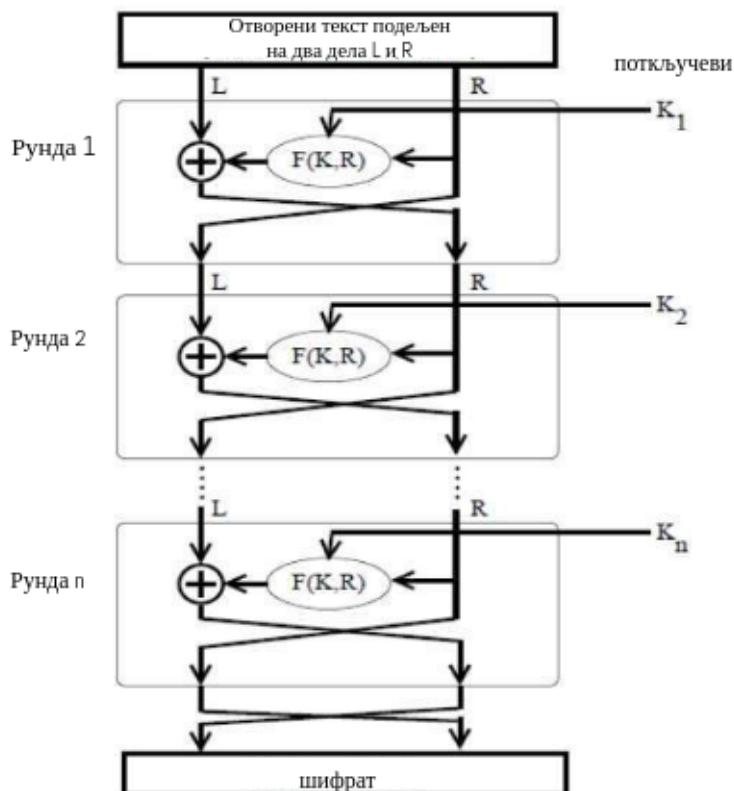 Отворени текст подељен
на два дела L и R
поткључеви
L
R
K1
Рунда 1
F(K,R)
L
R
K2
Рунда 2
F(K,R)
L
R
Kn
Рунда n
F(K,R)
шифрат